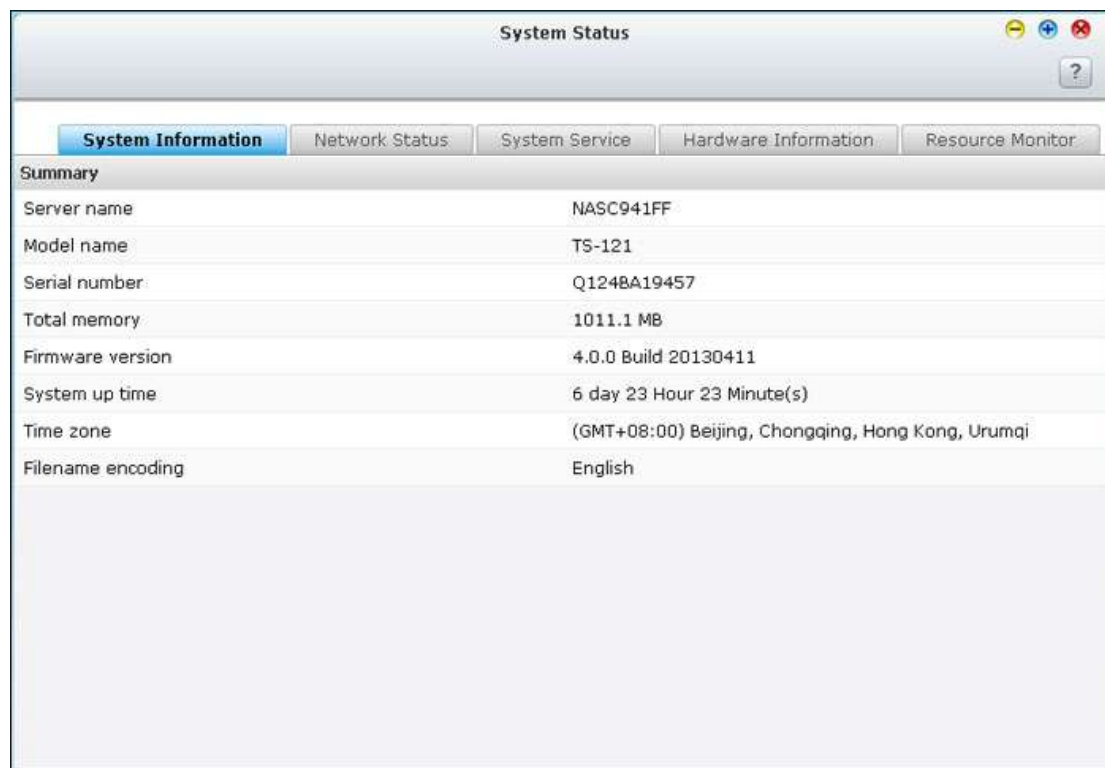 System Status
?
System Information Network Status System Service Hardware Information Resource Monitor
Summary
Server name NASC941FF
Model name TS-121
Serial number Q124BA19457
Total memory 1011.1 MB
Firmware version 4.0.0 Build 20130411
System up time 6 day 23 Hour 23 Minute(s)
Time zone (GMT+08:00) Beijing, Chongqing, Hong Kong, Urumqi
Filename encoding English